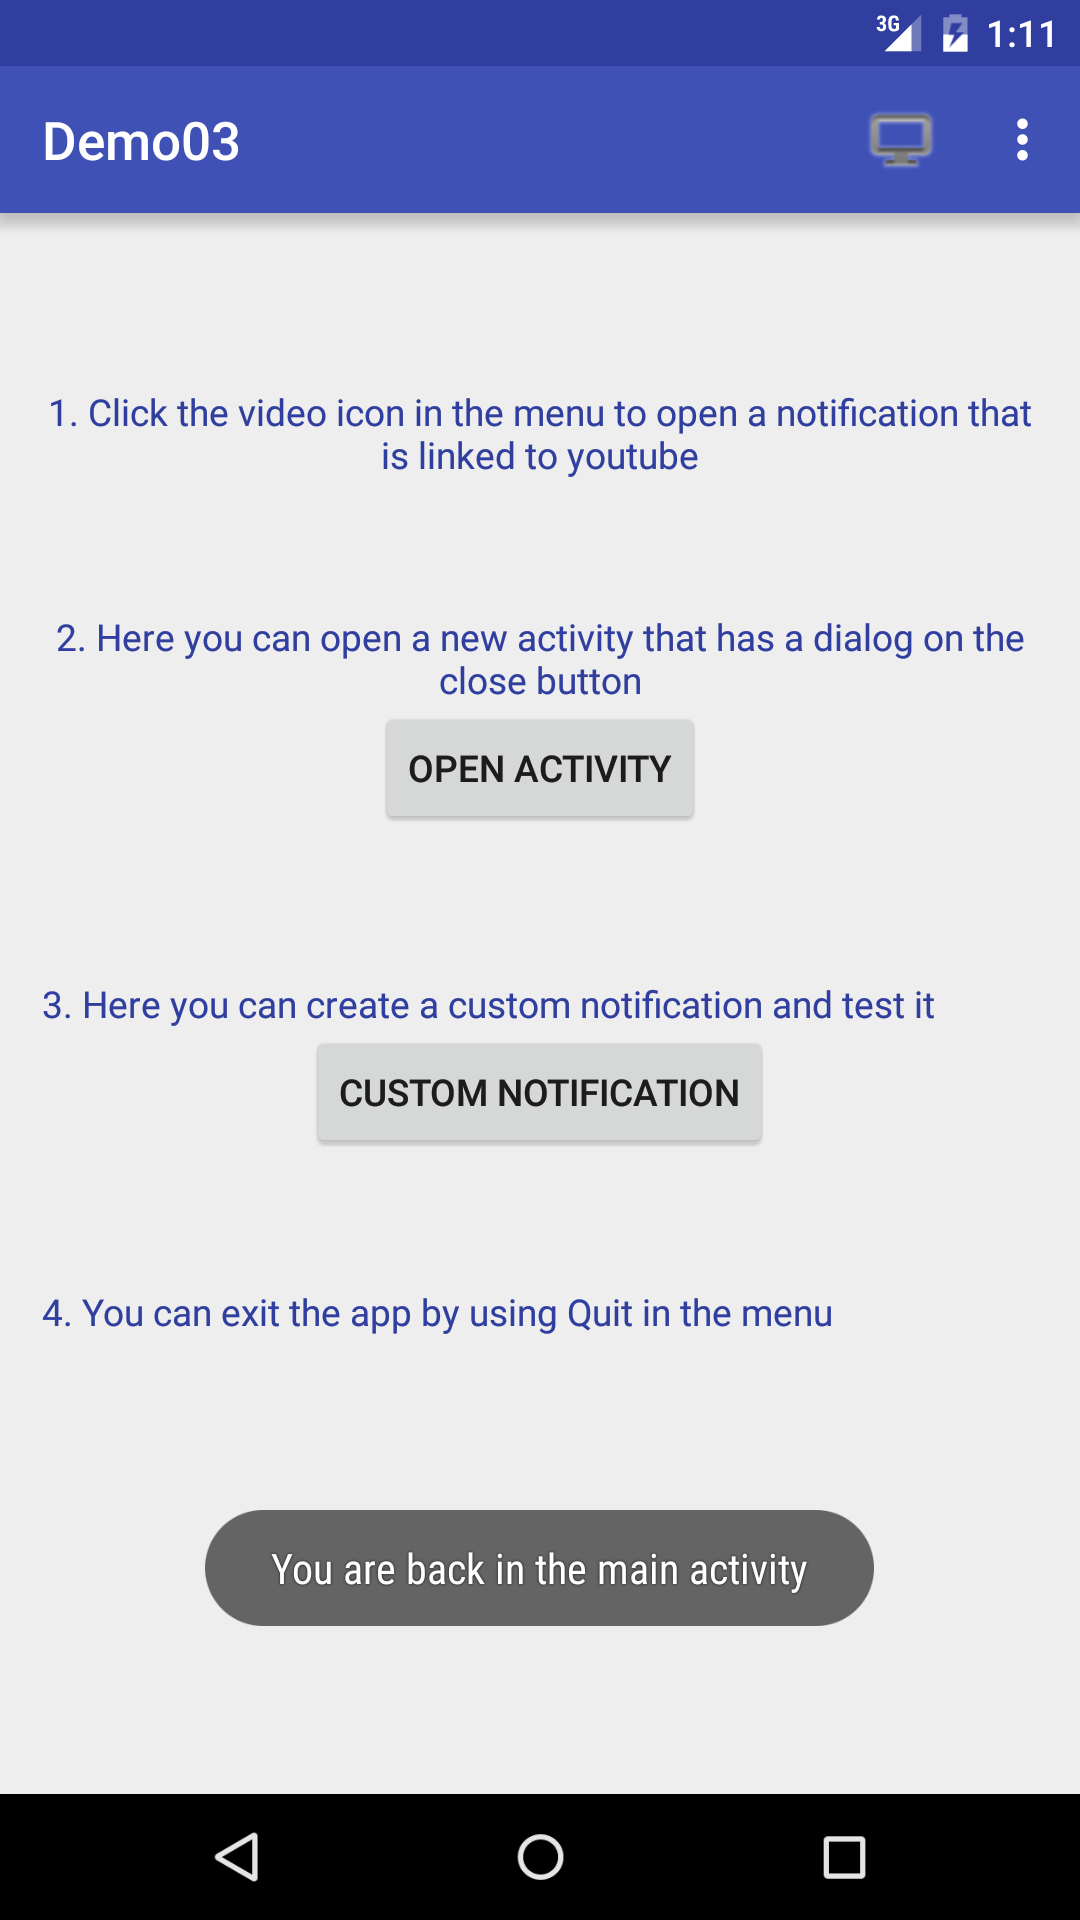 3G 1:11
Demo03
1. Click the video icon in the menu to open a notification that
is linked to youtube
2. Here you can open a new activity that has a dialog on the
close button
OPEN ACTIVITY
3. Here you can create a custom notification and test it
CUSTOM NOTIFICATION
4. You can exit the app by using Quit in the menu
You are back in the main activity